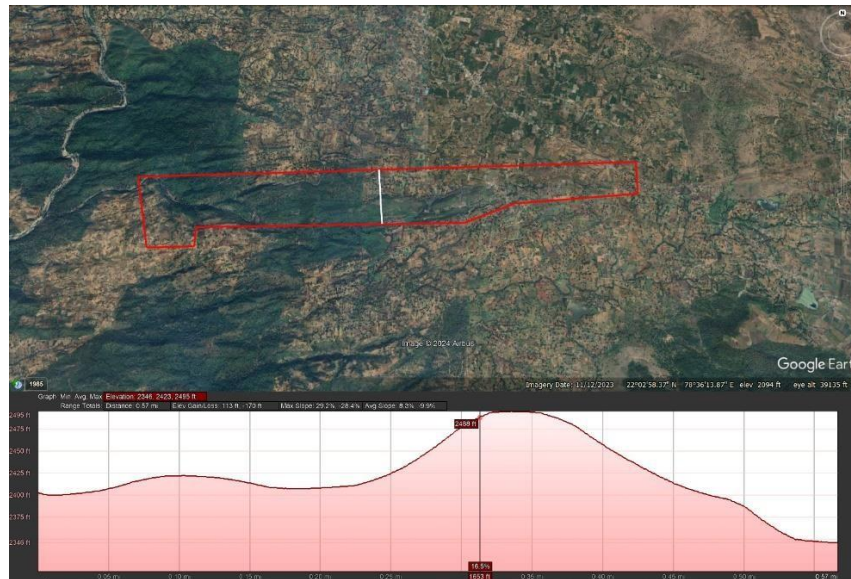 N
Image © 2024 Airbus
Google Eart
1985
Imagery Date: 11/12/2023 22°02'58.37" N 78°36'13.87" E elev 2094 ft eye alt 39135 ft
Graph: Min, Avg, Max Elevation: 2346, 2423, 2495 ft
Range Totals: Distance: 0.57 mi Elev Gain/Loss: 113 ft, -170 ft Max Slope: 29.2%, -28.4% Avg Slope: 8.2%, -9.9%
2495 ft
2475 ft
2450 ft
2425 ft
2400 ft
2375 ft
2346 ft
2488 ft
16.5%
0.05 mi 0.10 mi 0.15 mi 0.20 mi 0.25 mi 1653 ft 0.35 mi 0.40 mi 0.45 mi 0.50 mi 0.57 mi